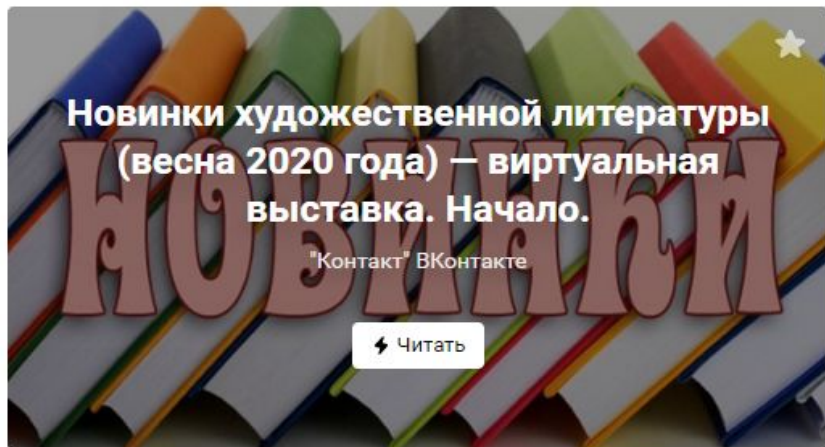 Новинки художественной литературы
(весна 2020 года) — виртуальная
выставка. Начало.
НОВИНКИ
"Контакт" ВКонтакте
Читать